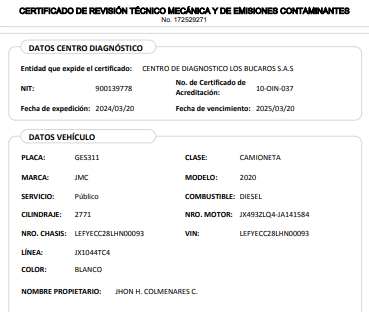 CERTIFICADO DE REVISIÓN TÉCNICO MECÁNICA Y DE EMISIONES CONTAMINANTES
No. 172529271
DATOS CENTRO DIAGNÓSTICO
Entidad que expide el certificado: CENTRO DE DIAGNOSTICO LOS BUCAROS S.A.S
NIT: 900139778 No. de Certificado de Acreditación: 10-OIN-037
Fecha de expedición: 2024/03/20 Fecha de vencimiento: 2025/03/20
DATOS VEHÍCULO
PLACA: GES311 CLASE: CAMIONETA
MARCA: JMC MODELO: 2020
SERVICIO: Público COMBUSTIBLE: DIESEL
CILINDRAJE: 2771 NRO. MOTOR: JX493ZLQ4-JA141584
NRO. CHASIS: LEFYECC28LHN00093 VIN: LEFYECC28LHN00093
LÍNEA: JX1044TC4
COLOR: BLANCO
NOMBRE PROPIETARIO: JHON H. COLMENARES C.